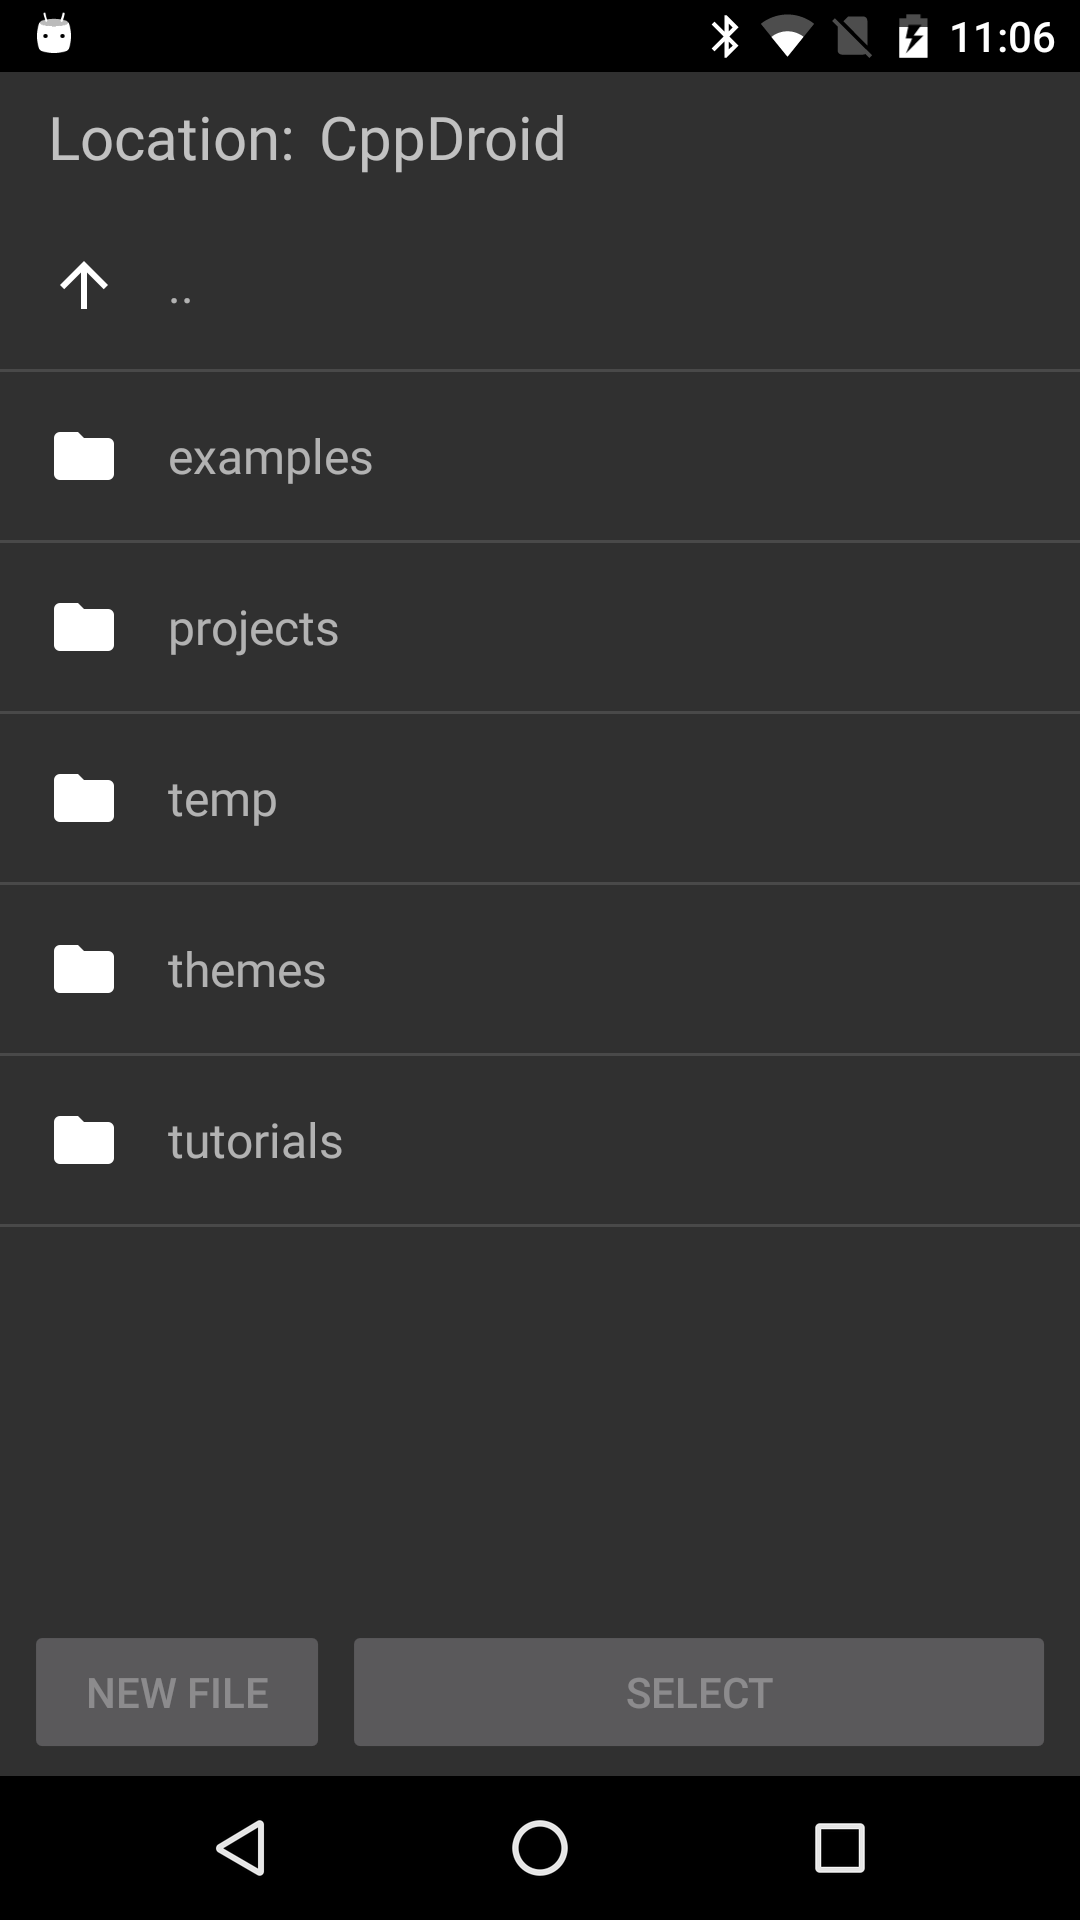 11:06
Location: CppDroid
..
examples
projects
temp
themes
tutorials
NEW FILE
SELECT